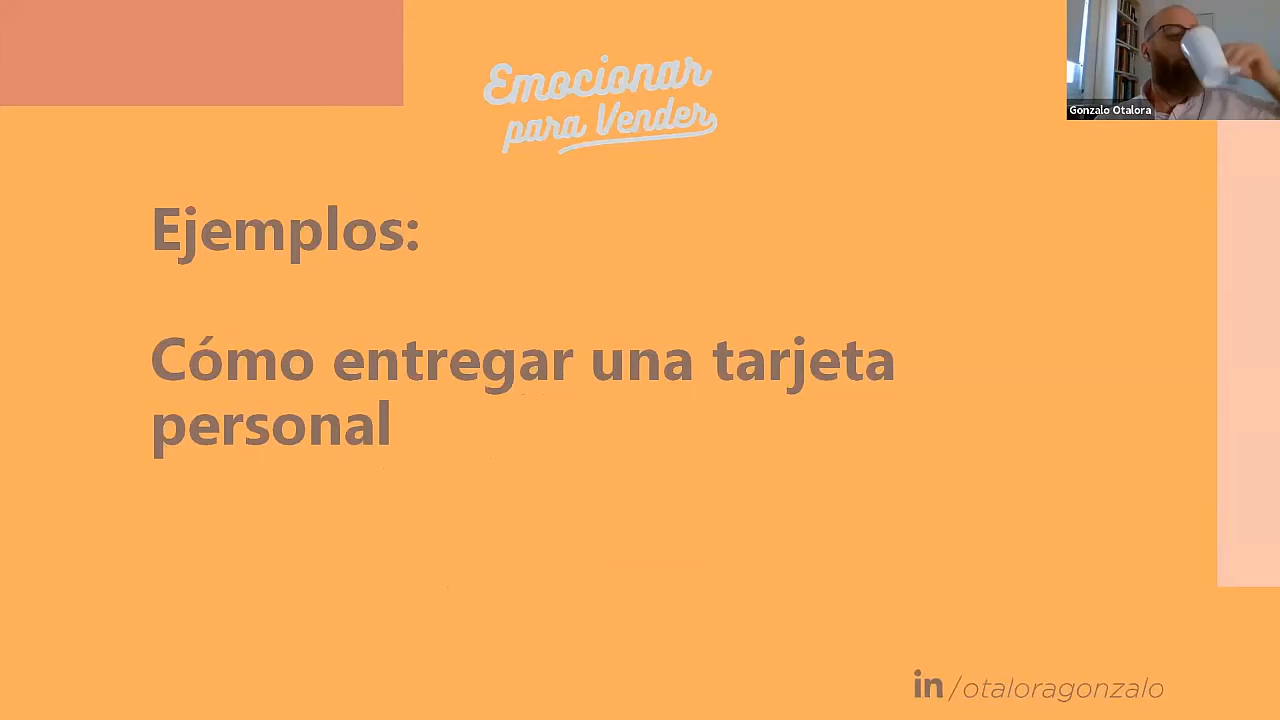 Emocionar
para Vender
Gonzalo Otalora
Ejemplos:
Cómo entregar una tarjeta
personal
in/otaloragonzalo